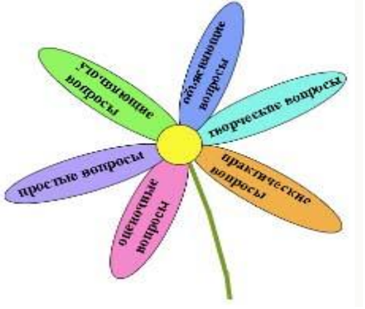 объясняющие
вопросы
творческие вопросы
практические
вопросы
оценочные
вопросы
простые вопросы
уточняющие
вопросы